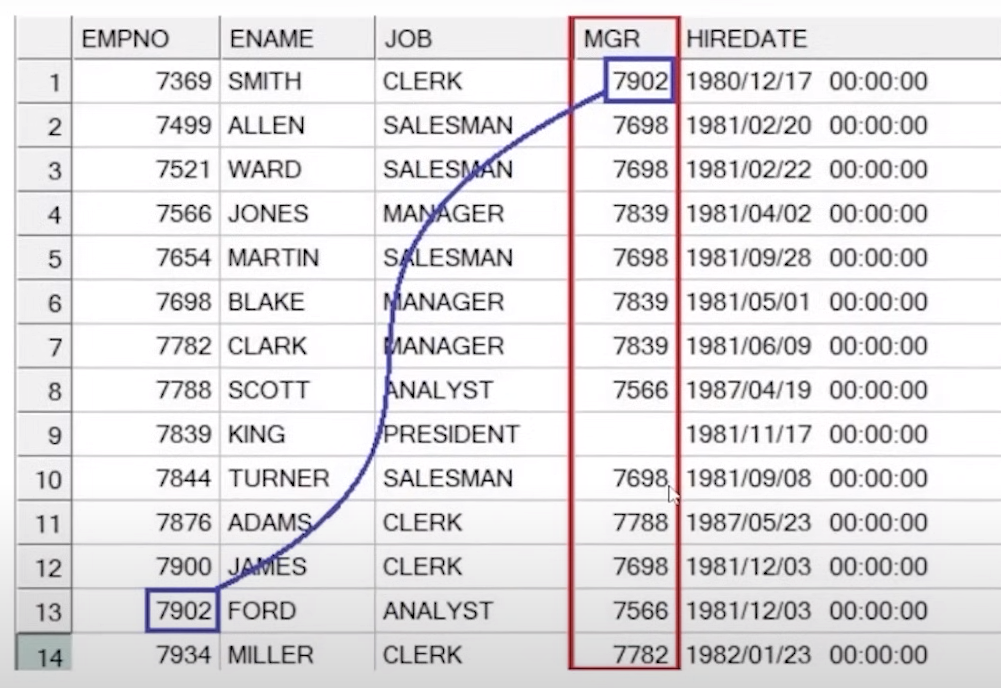 EMPNO ENAME JOB MGR HIREDATE
1 7369 SMITH CLERK 7902 1980/12/17 00:00:00
2 7499 ALLEN SALESMAN 7698 1981/02/20 00:00:00
3 7521 WARD SALESMAN 7698 1981/02/22 00:00:00
4 7566 JONES MANAGER 7839 1981/04/02 00:00:00
5 7654 MARTIN SALESMAN 7698 1981/09/28 00:00:00
6 7698 BLAKE MANAGER 7839 1981/05/01 00:00:00
7 7782 CLARK MANAGER 7839 1981/06/09 00:00:00
8 7788 SCOTT ANALYST 7566 1987/04/19 00:00:00
9 7839 KING PRESIDENT 1981/11/17 00:00:00
10 7844 TURNER SALESMAN 7698 1981/09/08 00:00:00
11 7876 ADAMS CLERK 7788 1987/05/23 00:00:00
12 7900 JAMES CLERK 7698 1981/12/03 00:00:00
13 7902 FORD ANALYST 7566 1981/12/03 00:00:00
14 7934 MILLER CLERK 7782 1982/01/23 00:00:00